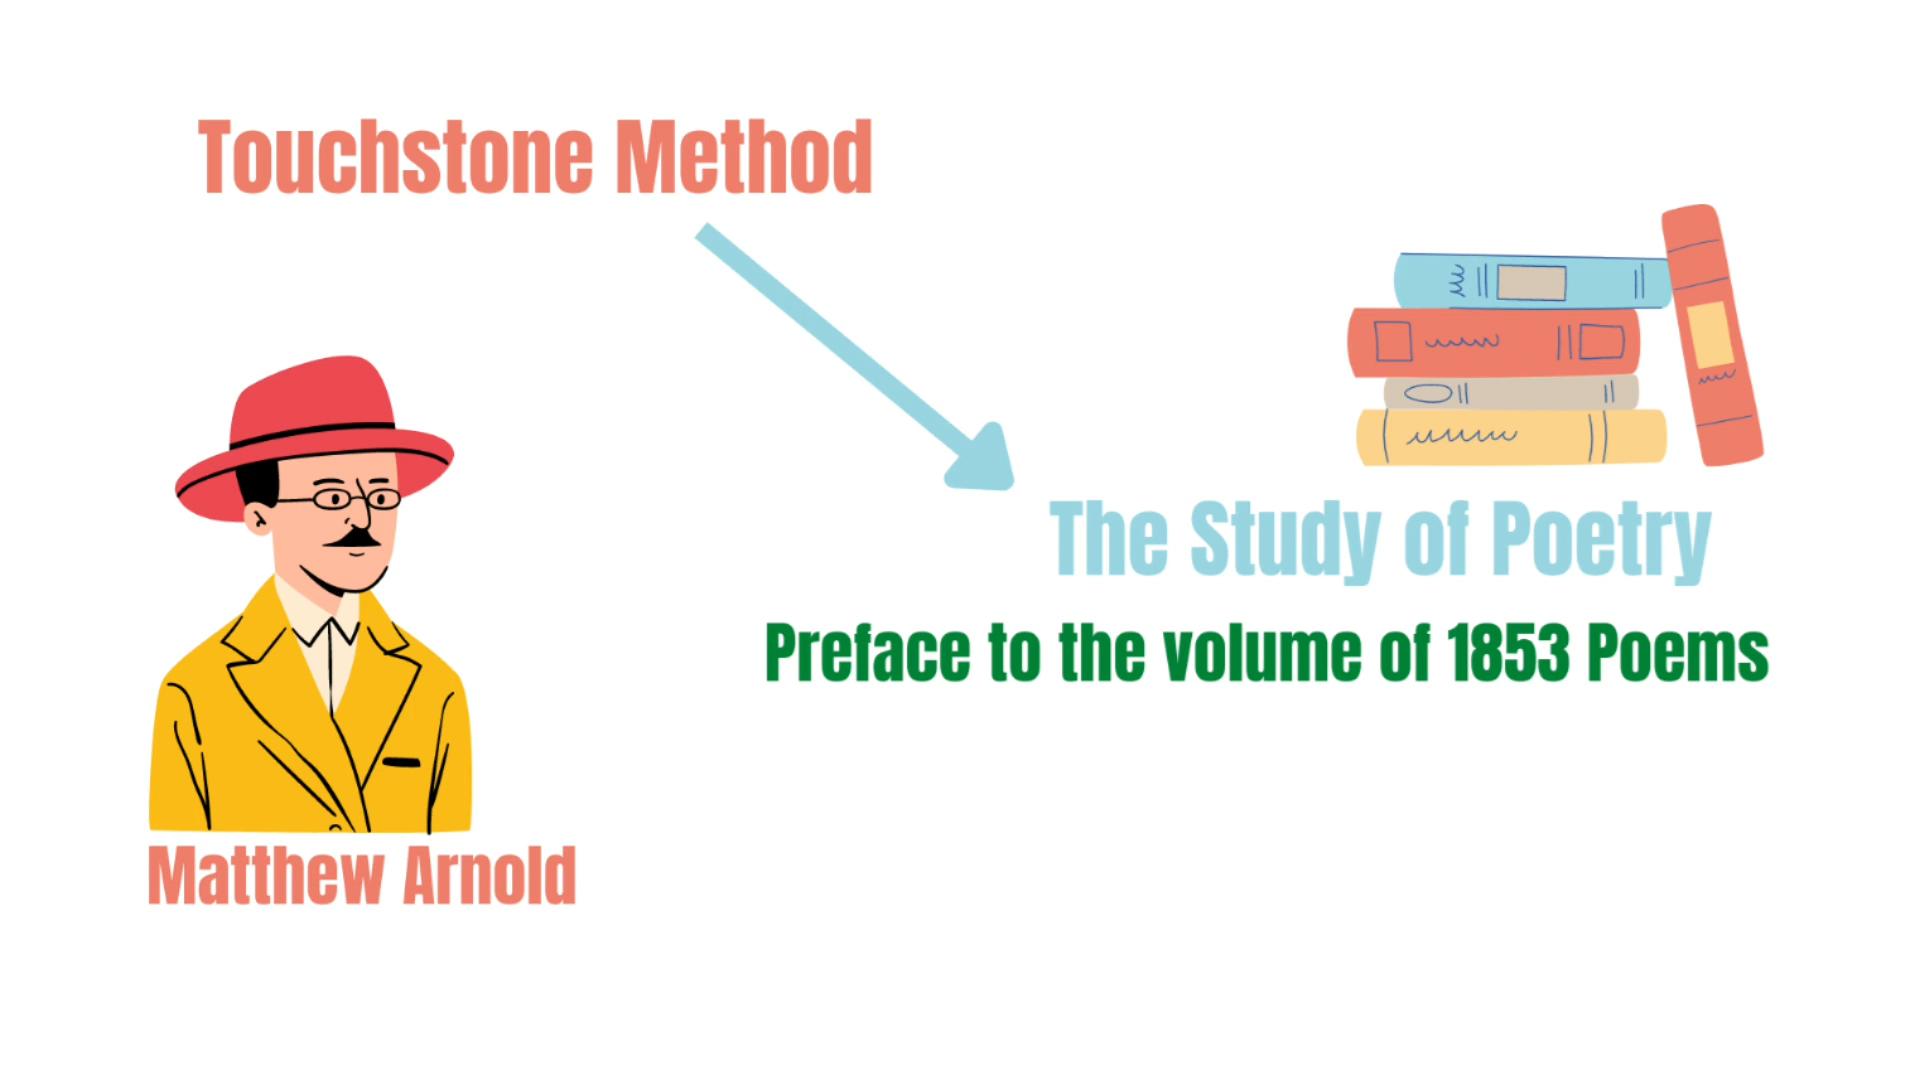 Touchstone Method
The Study of Poetry
Preface to the volume of 1853 Poems
Matthew Arnold